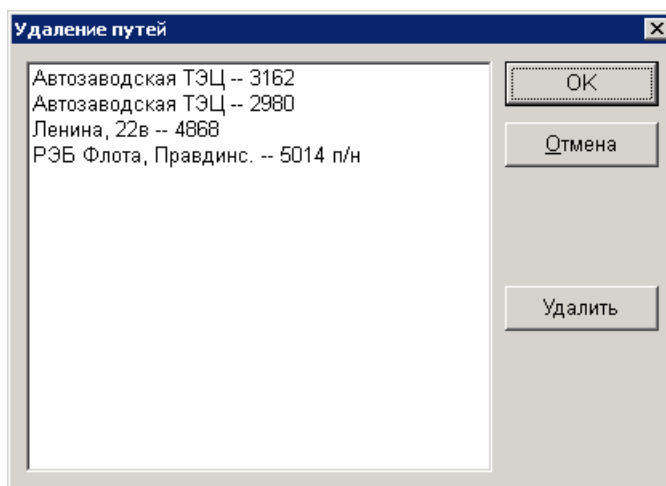 Удаление путей
Автозаводская ТЭЦ -- 3162
Автозаводская ТЭЦ -- 2980
Ленина, 22в -- 4868
РЭБ Флота, Правдинс. -- 5014 п/н
OK
Отмена
Удалить